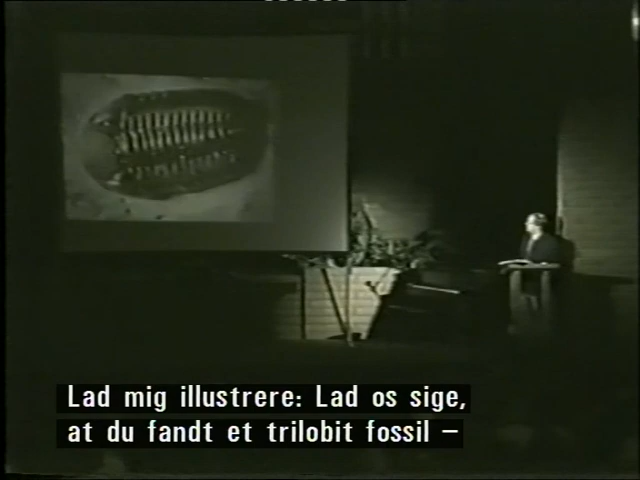 Lad mig illustrere: Lad os sige,
at du fandt et trilobit fossil –